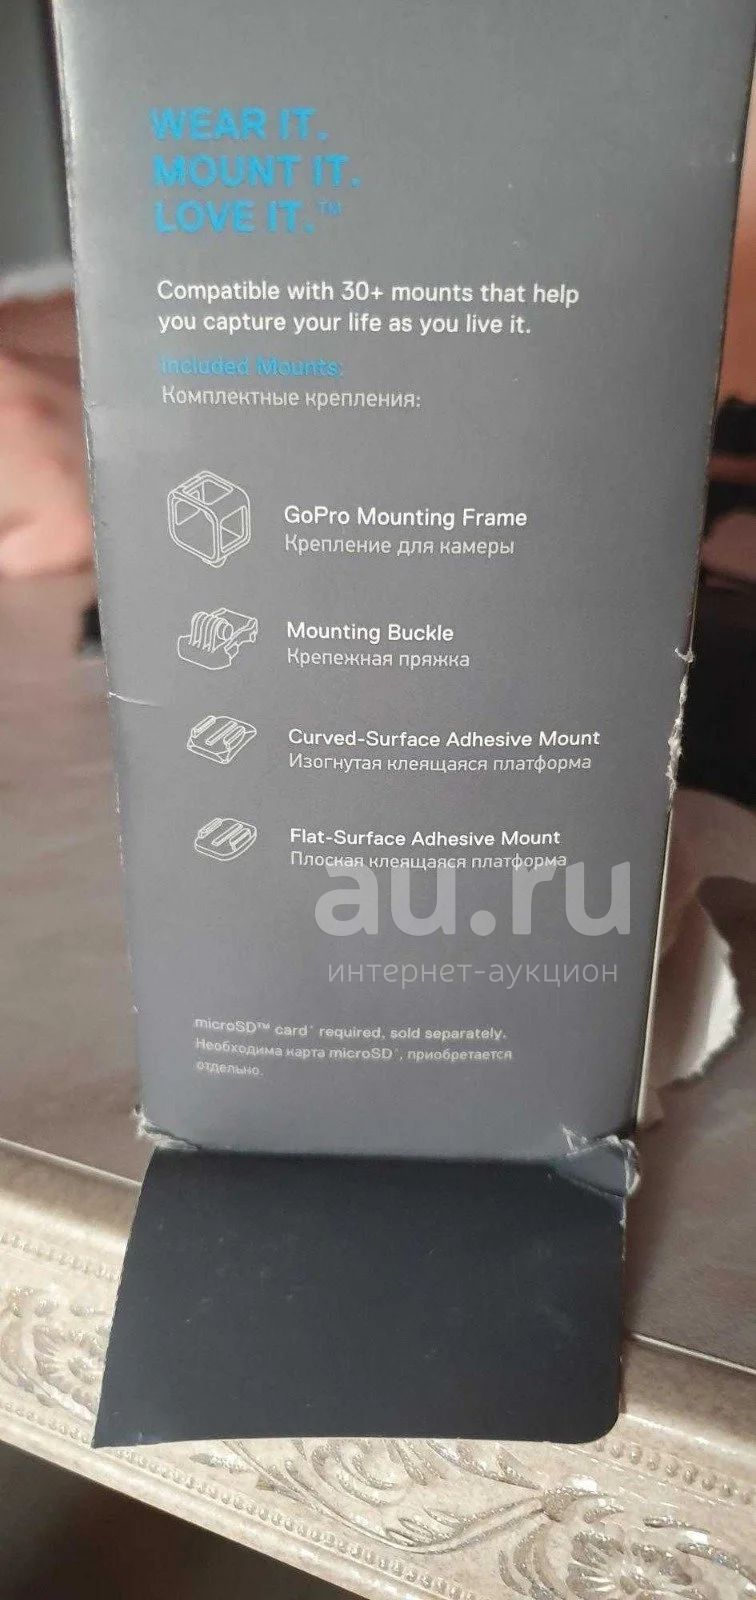 WEAR IT.
MOUNT IT.
LOVE IT.™
Compatible with 30+ mounts that help
you capture your life as you live it.
Included Mounts:
Комплектные крепления:
GoPro Mounting Frame
Крепление для камеры
Mounting Buckle
Крепежная пряжка
Curved-Surface Adhesive Mount
Изогнутая клеящаяся платформа
Flat-Surface Adhesive Mount
Плоская клеящаяся платформа
au.ru
интернет-аукцион
microSD™ card* required, sold separately.
Необходима карта microSD*, приобретается
отдельно.